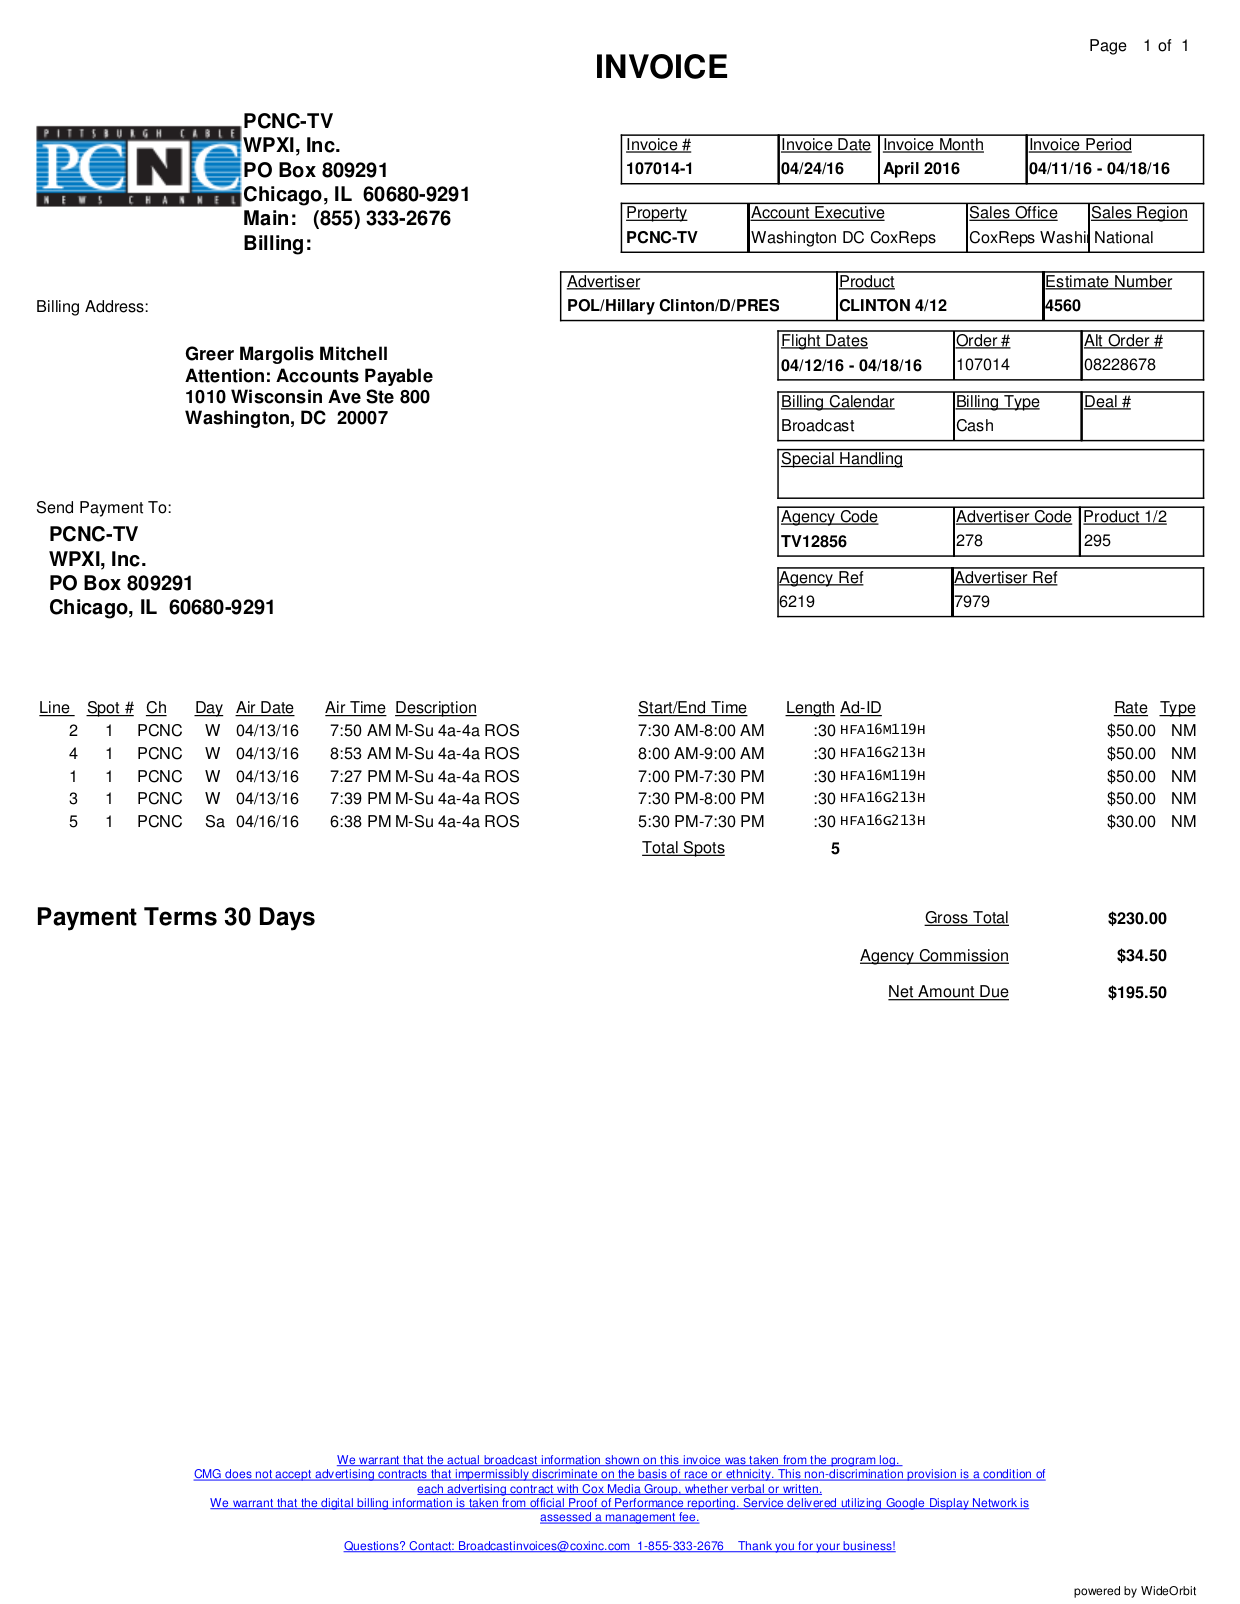 Page 1 of 1
INVOICE
PITTSBURGH CABLE
PCNC
NEWS CHANNEL
PCNC-TV
WPXI, Inc.
PO Box 809291
Chicago, IL 60680-9291
Main: (855) 333-2676
Billing:
Invoice # Invoice Date Invoice Month Invoice Period
107014-1 04/24/16 April 2016 04/11/16 - 04/18/16
Property Account Executive Sales Office Sales Region
PCNC-TV Washington DC CoxReps CoxReps Washi National
Advertiser Product Estimate Number
POL/Hillary Clinton/D/PRES CLINTON 4/12 4560
Billing Address:
Greer Margolis Mitchell
Attention: Accounts Payable
1010 Wisconsin Ave Ste 800
Washington, DC 20007
Flight Dates Order # Alt Order #
04/12/16 - 04/18/16 107014 08228678
Billing Calendar Billing Type Deal #
Broadcast Cash
Special Handling
Send Payment To:
PCNC-TV
WPXI, Inc.
PO Box 809291
Chicago, IL 60680-9291
Agency Code Advertiser Code Product 1/2
TV12856 278 295
Agency Ref Advertiser Ref
6219 7979
Line Spot # Ch Day Air Date Air Time Description Start/End Time Length Ad-ID Rate Type
2 1 PCNC W 04/13/16 7:50 AM M-Su 4a-4a ROS 7:30 AM-8:00 AM :30 HFA16M119H $50.00 NM
4 1 PCNC W 04/13/16 8:53 AM M-Su 4a-4a ROS 8:00 AM-9:00 AM :30 HFA16G213H $50.00 NM
1 1 PCNC W 04/13/16 7:27 PM M-Su 4a-4a ROS 7:00 PM-7:30 PM :30 HFA16M119H $50.00 NM
3 1 PCNC W 04/13/16 7:39 PM M-Su 4a-4a ROS 7:30 PM-8:00 PM :30 HFA16G213H $50.00 NM
5 1 PCNC Sa 04/16/16 6:38 PM M-Su 4a-4a ROS 5:30 PM-7:30 PM :30 HFA16G213H $30.00 NM
Total Spots 5
Payment Terms 30 Days
Gross Total $230.00
Agency Commission $34.50
Net Amount Due $195.50
We warrant that the actual broadcast information shown on this invoice was taken from the program log.
CMG does not accept advertising contracts that impermissibly discriminate on the basis of race or ethnicity. This non-discrimination provision is a condition of
each advertising contract with Cox Media Group, whether verbal or written.
We warrant that the digital billing information is taken from official Proof of Performance reporting. Service delivered utilizing Google Display Network is
assessed a management fee.
Questions? Contact: Broadcastinvoices@coxinc.com 1-855-333-2676 Thank you for your business!
powered by WideOrbit